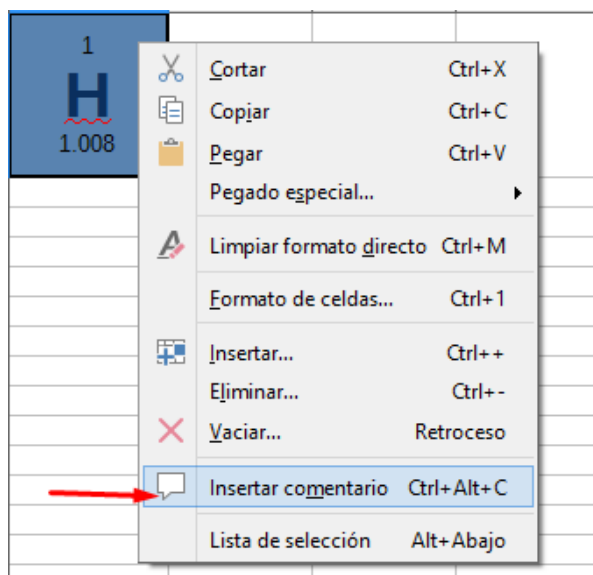 1
H
1.008
Cortar Ctrl+X
Copiar Ctrl+C
Pegar Ctrl+V
Pegado especial...
Limpiar formato directo Ctrl+M
Formato de celdas... Ctrl+1
Insertar... Ctrl++
Eliminar... Ctrl+-
Vaciar... Retroceso
Insertar comentario Ctrl+Alt+C
Lista de selección Alt+Abajo